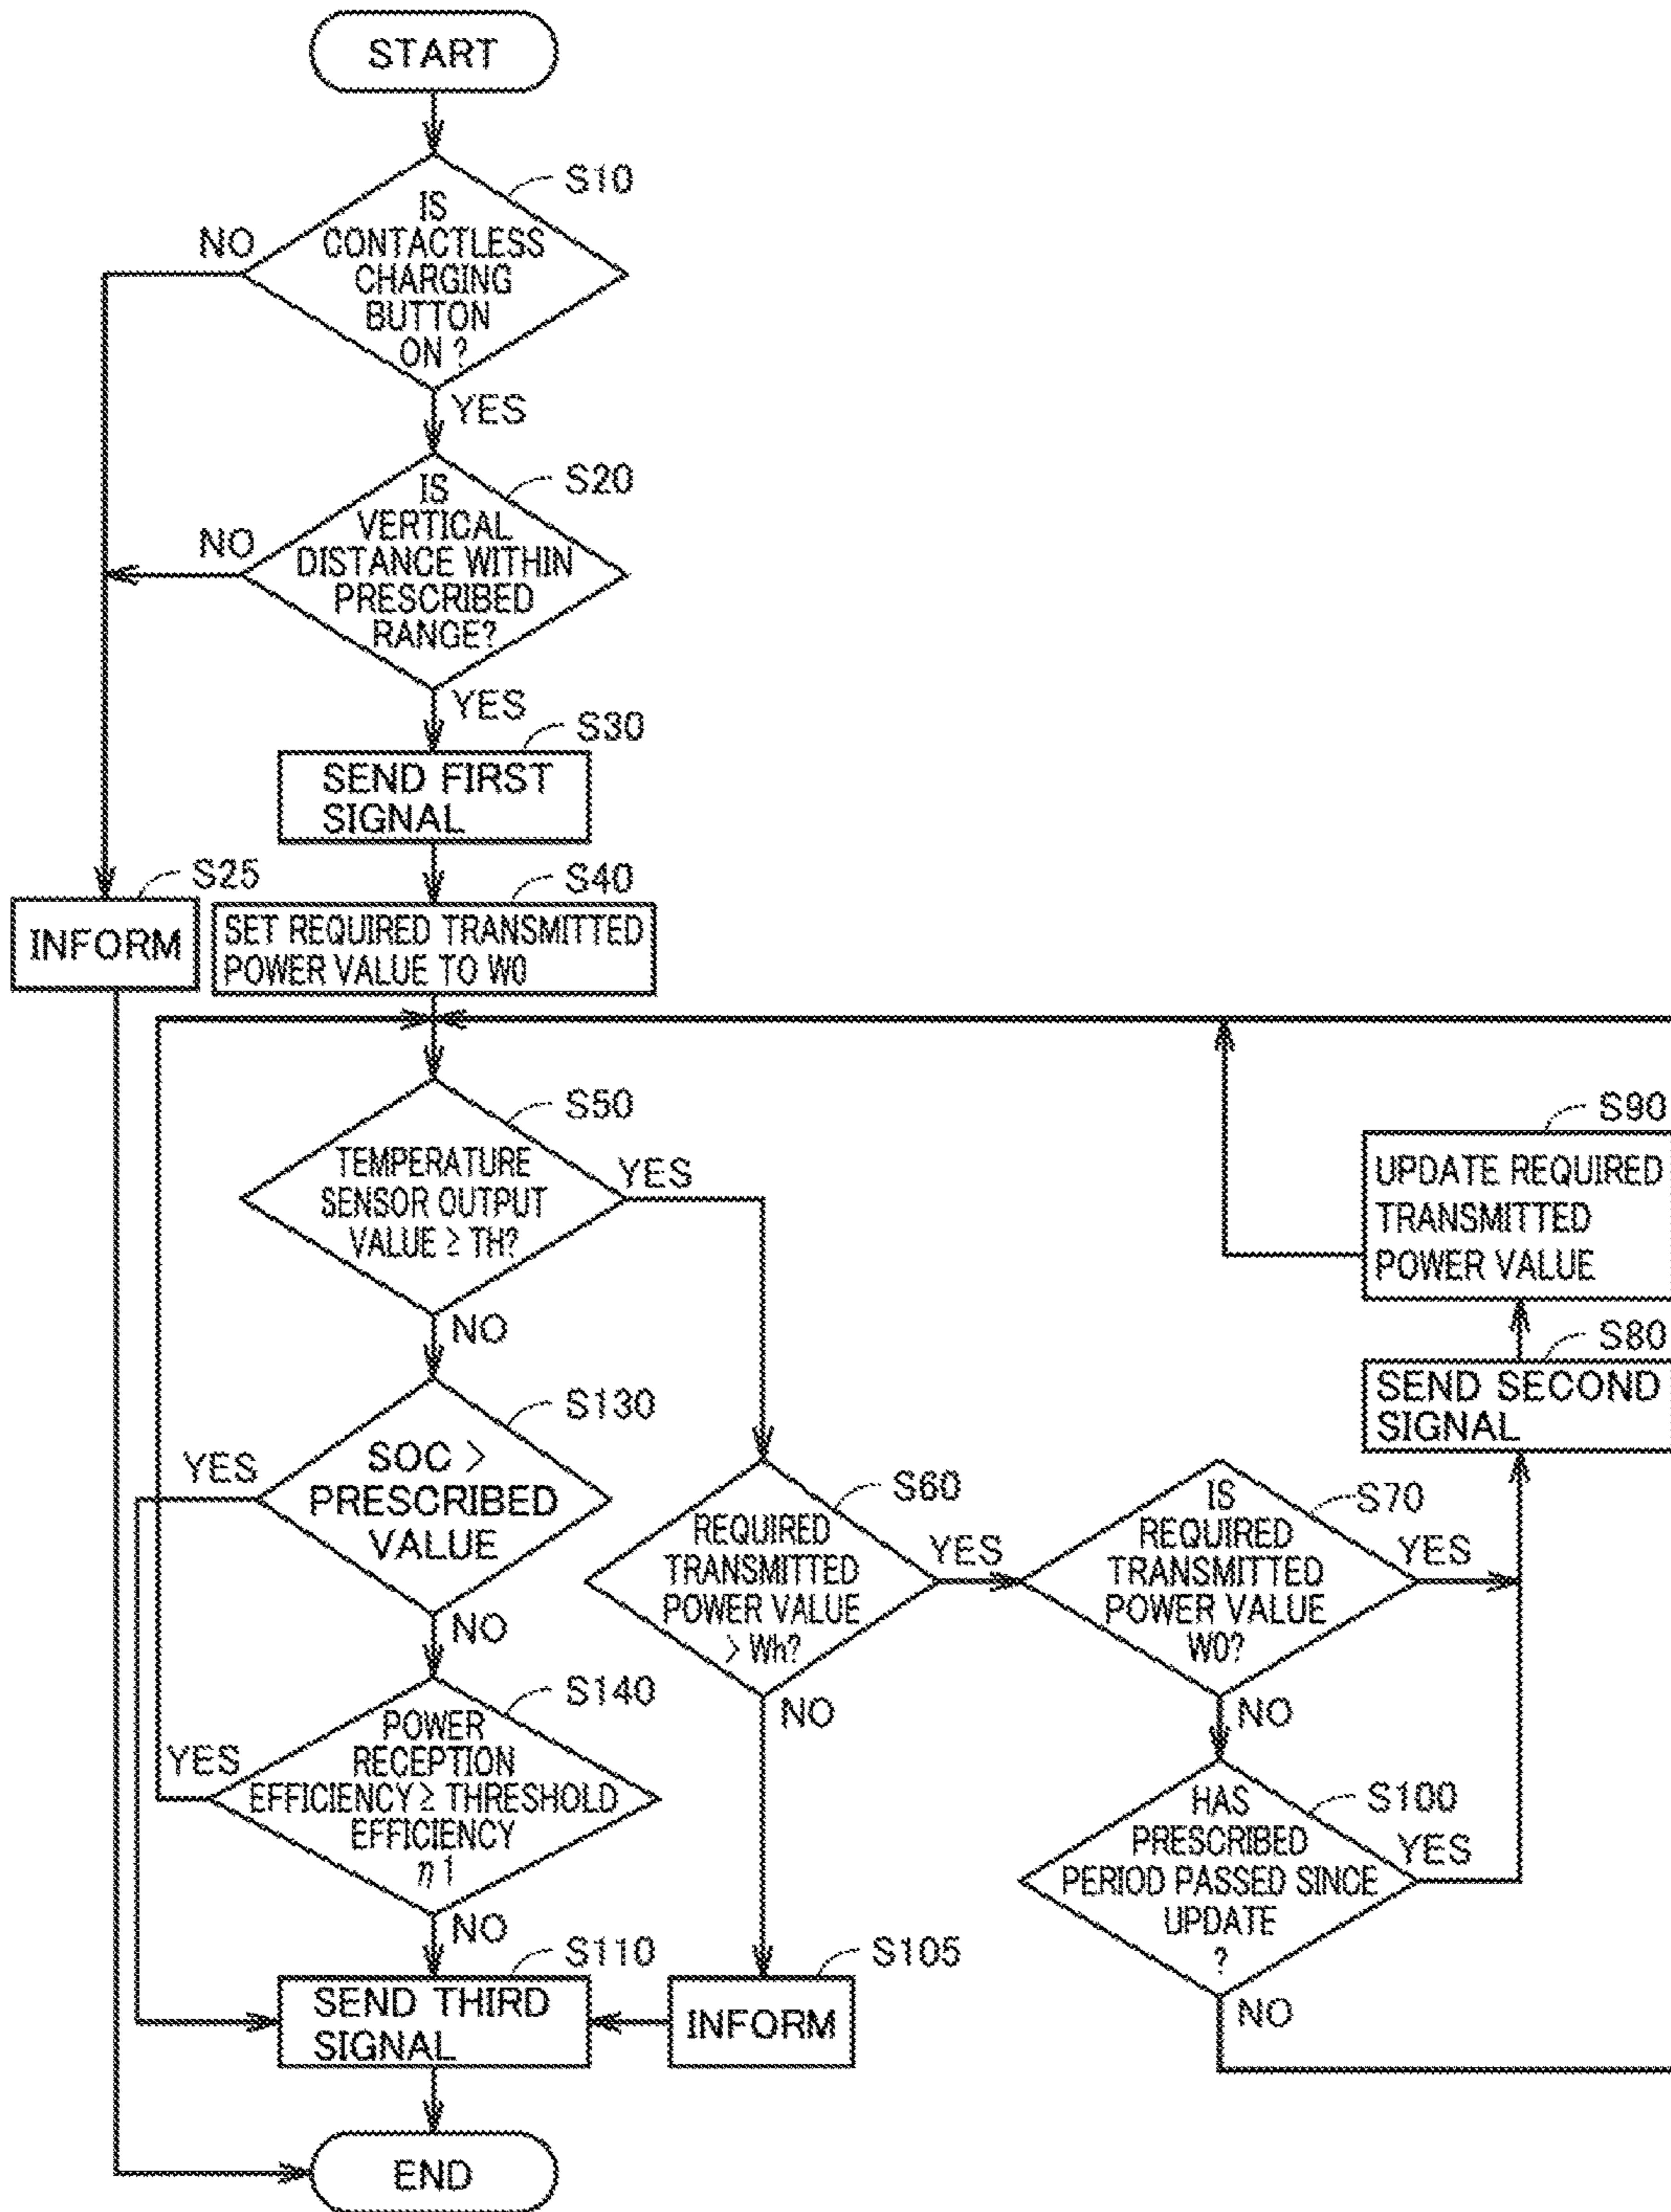 START
S10
IS
CONTACTLESS
CHARGING
BUTTON
ON ?
NO
YES
S20
IS
VERTICAL
DISTANCE WITHIN
PRESCRIBED
RANGE?
NO
YES
S30
SEND FIRST
SIGNAL
S25
INFORM
S40
SET REQUIRED TRANSMITTED
POWER VALUE TO W0
S50
TEMPERATURE
SENSOR OUTPUT
VALUE ≥ TH?
YES
NO
S90
UPDATE REQUIRED
TRANSMITTED
POWER VALUE
S80
SEND SECOND
SIGNAL
S130
SOC >
PRESCRIBED
VALUE
YES
NO
S60
REQUIRED
TRANSMITTED
POWER VALUE
> Wh?
YES
NO
S70
IS
REQUIRED
TRANSMITTED
POWER VALUE
W0?
YES
NO
S140
POWER
RECEPTION
EFFICIENCY ≥ THRESHOLD
EFFICIENCY
η 1
YES
NO
S100
HAS
PRESCRIBED
PERIOD PASSED SINCE
UPDATE
?
YES
NO
S110
SEND THIRD
SIGNAL
S105
INFORM
END